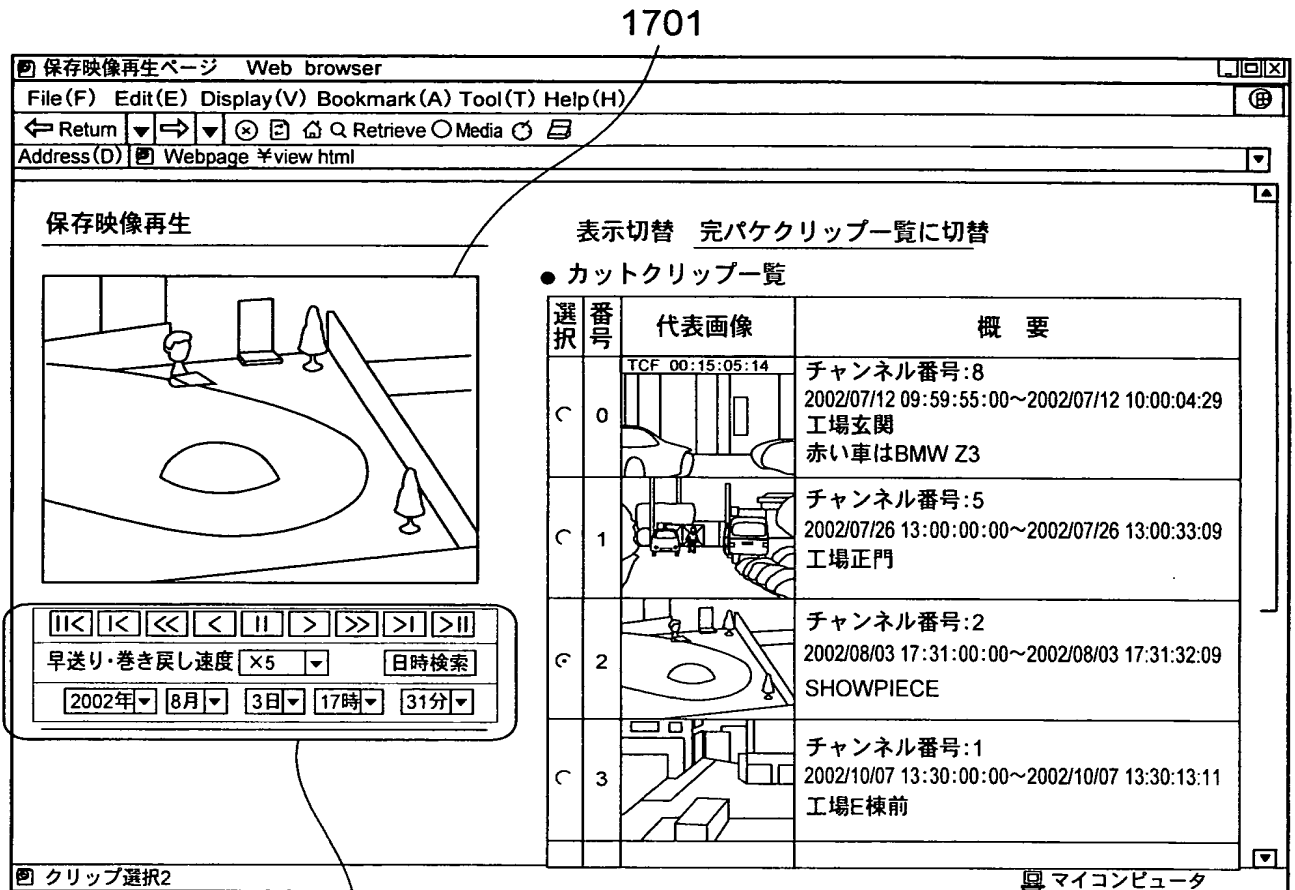 1701
保存映像再生ページ Web browser
File(F) Edit(E) Display(V) Bookmark(A) Tool(T) Help(H)
Return Retrieve Media
Address(D) Webpage ¥view html
保存映像再生
表示切替 完パケクリップ一覧に切替
● カットクリップ一覧
選択 番号 代表画像 概 要
0
TCF 00:15:05:14
チャンネル番号:8
2002/07/12 09:59:55:00~2002/07/12 10:00:04:29
工場玄関
赤い車はBMW Z3
1
チャンネル番号:5
2002/07/26 13:00:00:00~2002/07/26 13:00:33:09
工場正門
2
チャンネル番号:2
2002/08/03 17:31:00:00~2002/08/03 17:31:32:09
SHOWPIECE
3
チャンネル番号:1
2002/10/07 13:30:00:00~2002/10/07 13:30:13:11
工場E棟前
II< I< << < II > >> >I >II
早送り・巻き戻し速度 ×5 日時検索
2002年 8月 3日 17時 31分
クリップ選択2 マイコンピュータ